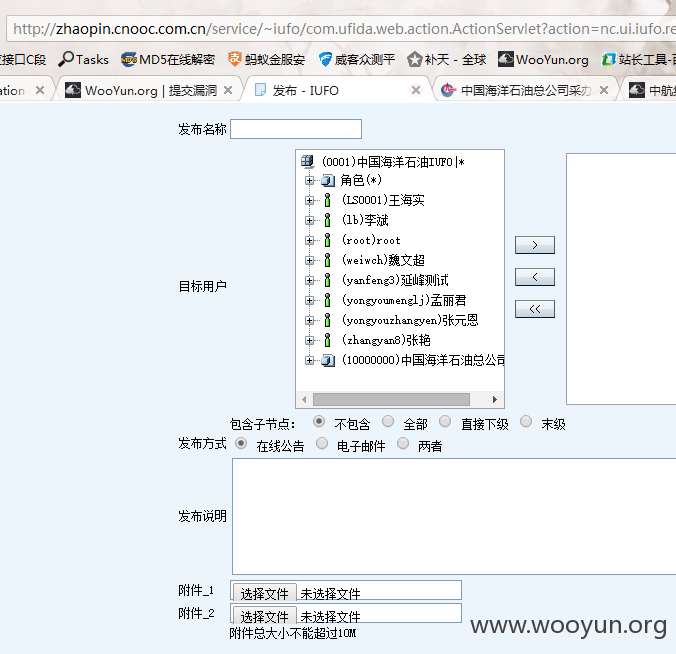 http://zhaopin.cnooc.com.cn/service/~iufo/com.ufida.web.action.ActionServlet?action=nc.ui.iufo.re
接口C段 Tasks MD5在线解密 蚂蚁金服安 威客众测平 补天 - 全球 WooYun.org 站长工具-百
ation WooYun.org | 提交漏洞 发布 - IUFO 中国海洋石油总公司采办 中航
发布名称
(0001)中国海洋石油IUFO|*
角色(*)
(LS0001)王海实
(lb)李斌
(root)root
(weiwch)魏文超
(yanfeng3)延峰测试
(yongyoumenglj)孟丽君
(yongyouzhangyen)张元恩
(zhangyan8)张艳
(10000000)中国海洋石油总公司
目标用户
>
<
<<
包含子节点: 不包含 全部 直接下级 末级
发布方式 在线公告 电子邮件 两者
发布说明
附件_1 选择文件 未选择文件
附件_2 选择文件 未选择文件
附件总大小不能超过10M
www.wooyun.org